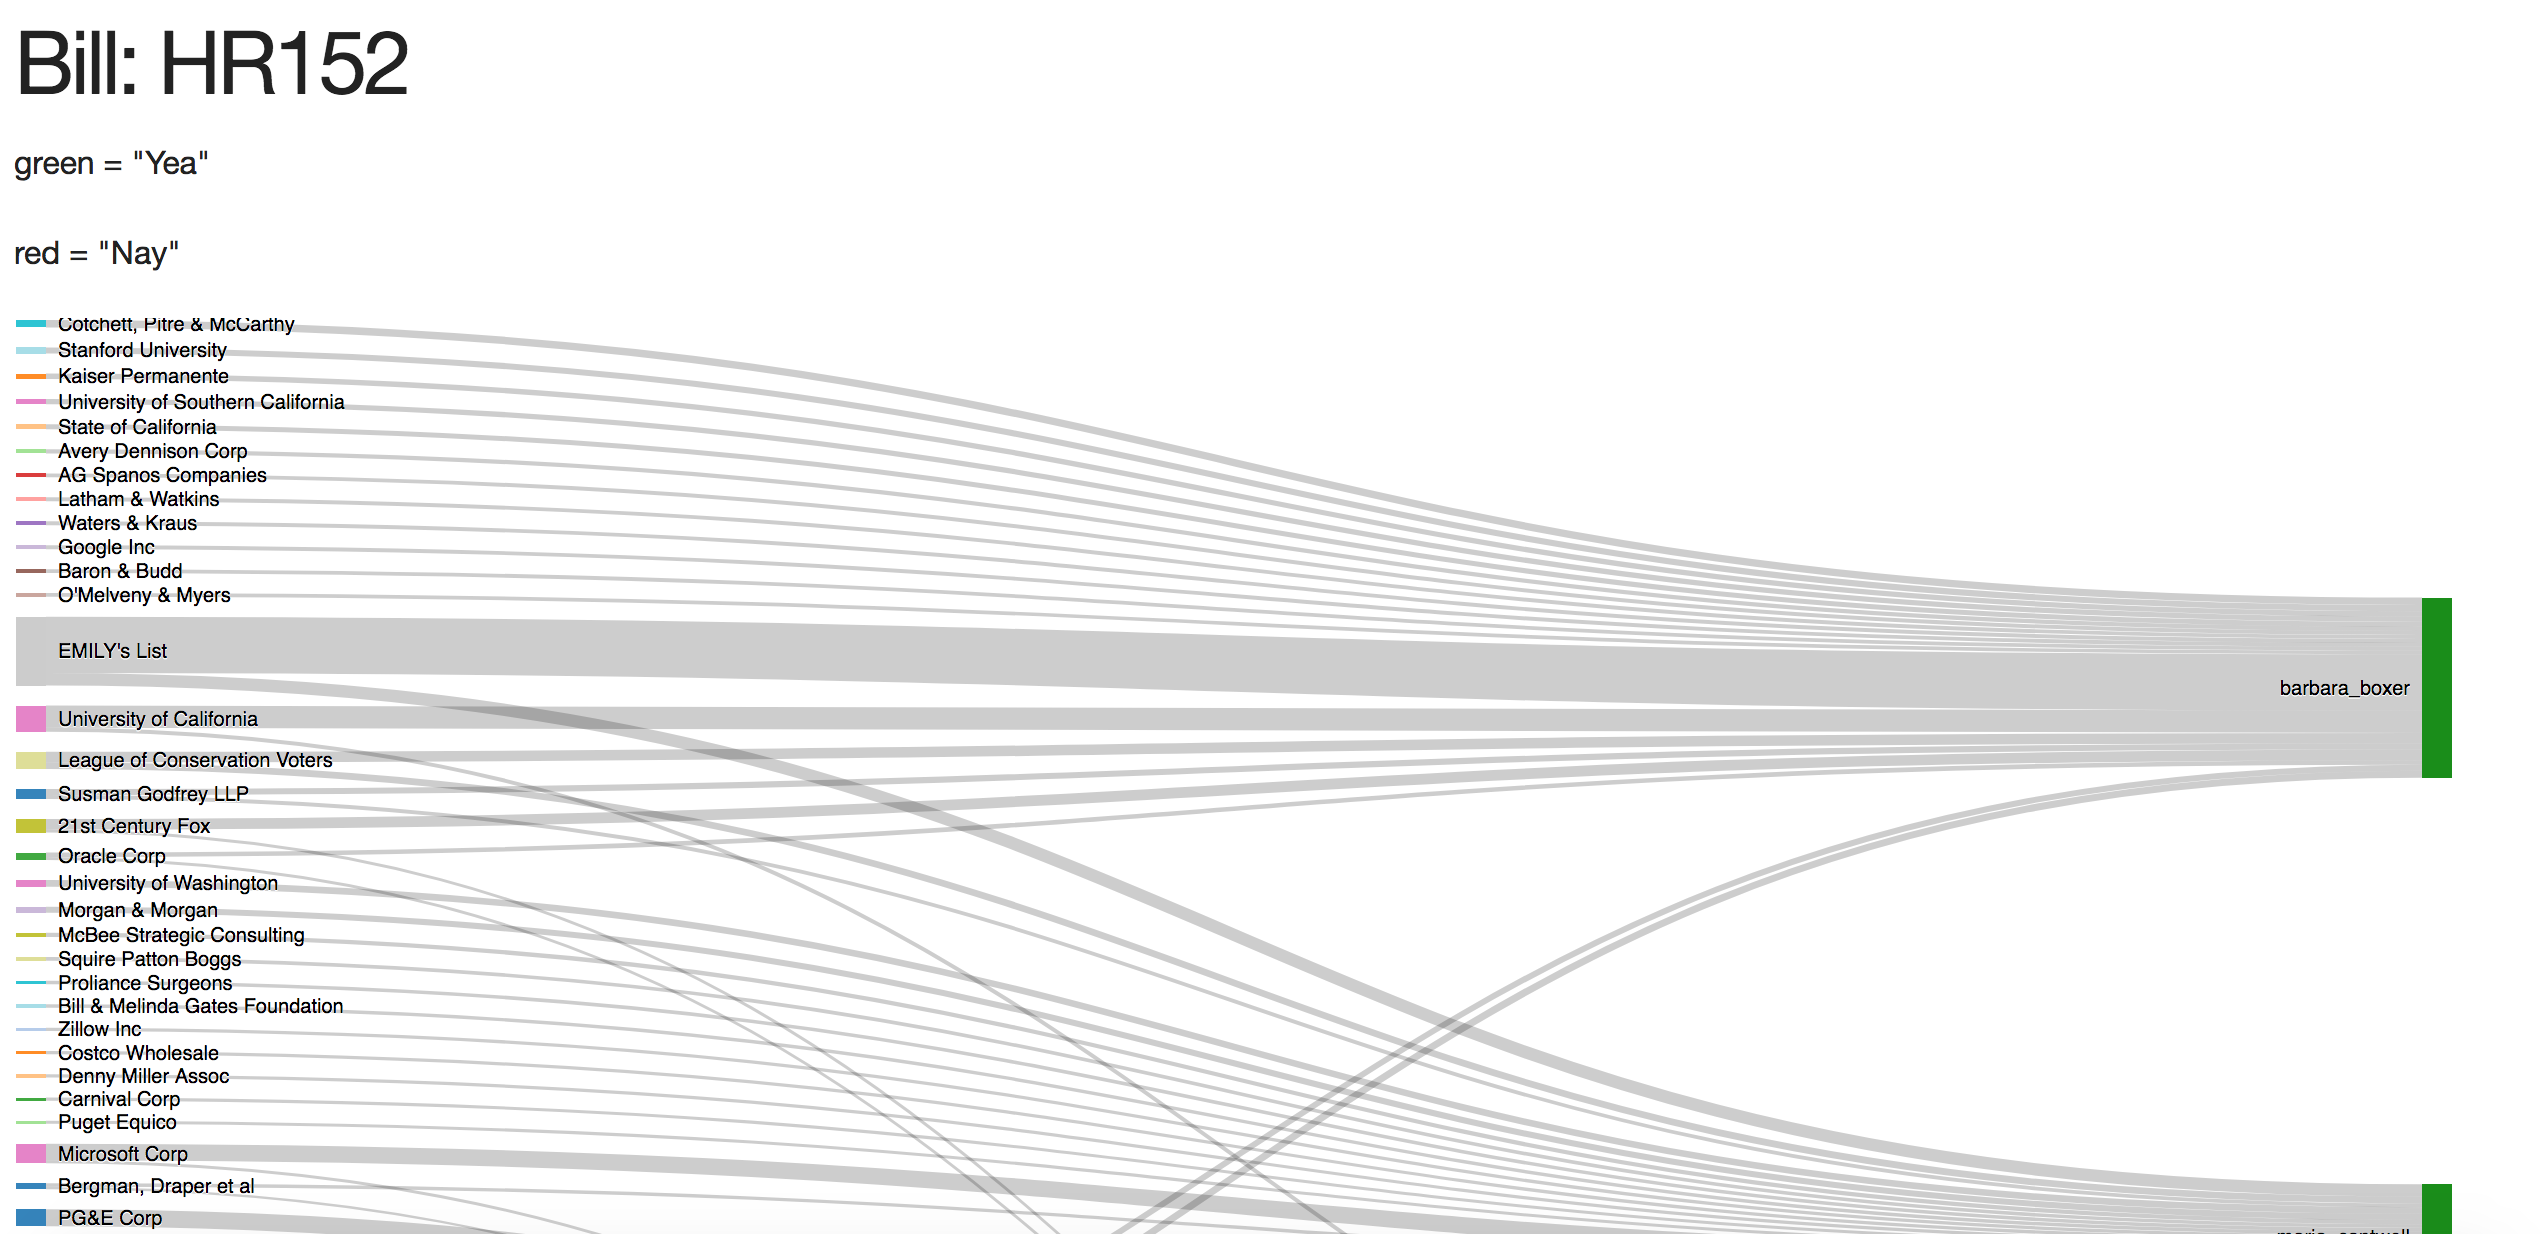 Bill: HR152
green = "Yea"
red = "Nay"
Cotchett, Pitre & McCarthy
Stanford University
Kaiser Permanente
University of Southern California
State of California
Avery Dennison Corp
AG Spanos Companies
Latham & Watkins
Waters & Kraus
Google Inc
Baron & Budd
O'Melveny & Myers
EMILY's List
barbara_boxer
University of California
League of Conservation Voters
Susman Godfrey LLP
21st Century Fox
Oracle Corp
University of Washington
Morgan & Morgan
McBee Strategic Consulting
Squire Patton Boggs
Proliance Surgeons
Bill & Melinda Gates Foundation
Zillow Inc
Costco Wholesale
Denny Miller Assoc
Carnival Corp
Puget Equico
Microsoft Corp
Bergman, Draper et al
PG&E Corp